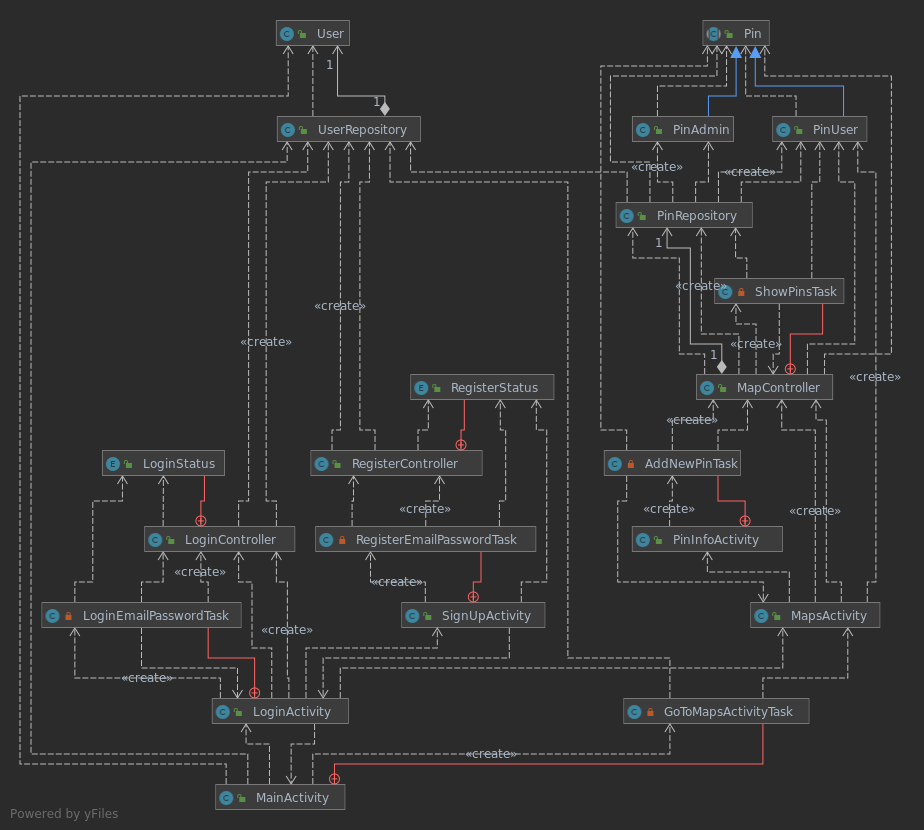 User
Pin
1
1
UserRepository
PinAdmin
PinUser
«create»
«create»
PinRepository
1
«create»
ShowPinsTask
«create»
«create»
«create»
1
«create»
RegisterStatus
MapController
«create»
LoginStatus
RegisterController
AddNewPinTask
«create»
«create»
«create»
LoginController
RegisterEmailPasswordTask
PinInfoActivity
«create»
«create»
LoginEmailPasswordTask
SignUpActivity
MapsActivity
«create»
«create»
LoginActivity
GoToMapsActivityTask
«create»
MainActivity
Powered by yFiles